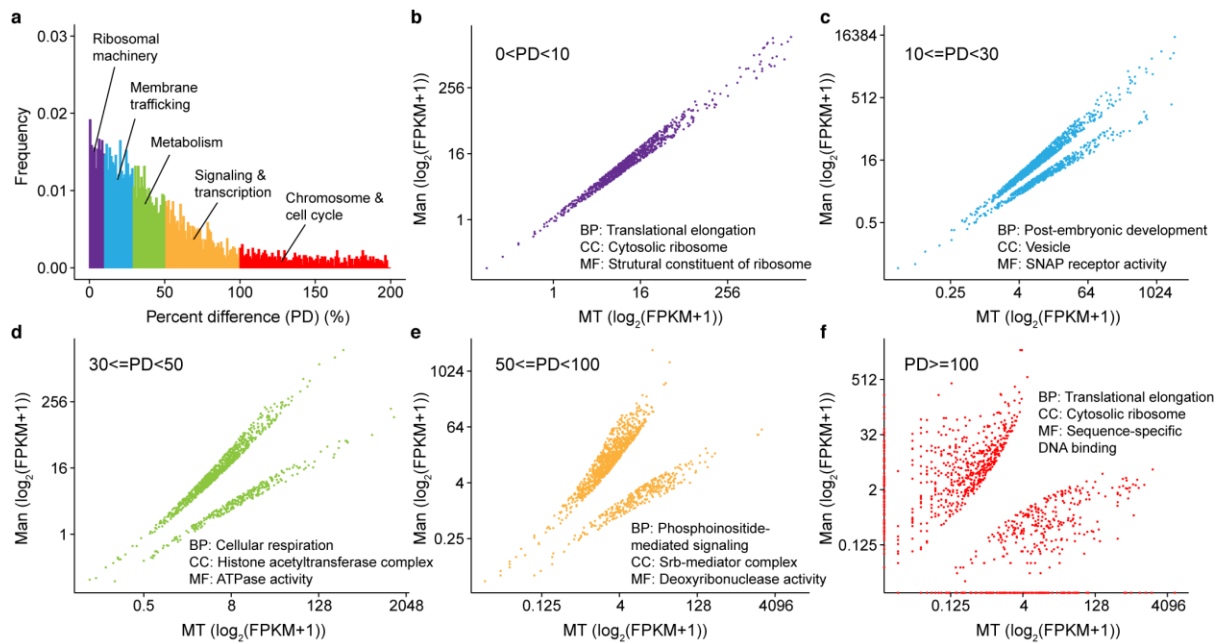 a
0.03
0.02
0.01
0.00
Frequency
Ribosomal
machinery
Membrane
trafficking
Metabolism
Signaling &
transcription
Chromosome &
cell cycle
0
50
100
150
200
Percent difference (PD) (%)
b
0<PD<10
256
16
1
Man (log2(FPKM+1))
BP: Translational elongation
CC: Cytosolic ribosome
MF: Strutural constituent of ribosome
1
16
256
MT (log2(FPKM+1))
c
10<=PD<30
16384
512
16
0.5
Man (log2(FPKM+1))
BP: Post-embryonic development
CC: Vesicle
MF: SNAP receptor activity
0.25
4
64
1024
MT (log2(FPKM+1))
d
30<=PD<50
256
16
1
Man (log2(FPKM+1))
BP: Cellular respiration
CC: Histone acetyltransferase complex
MF: ATPase activity
0.5
8
128
2048
MT (log2(FPKM+1))
e
50<=PD<100
1024
64
4
0.25
Man (log2(FPKM+1))
BP: Phosphoinositide-
mediated signaling
CC: Srb-mediator complex
MF: Deoxyribonuclease activity
0.125
4
128
4096
MT (log2(FPKM+1))
f
PD>=100
512
32
2
0.125
Man (log2(FPKM+1))
BP: Translational elongation
CC: Cytosolic ribosome
MF: Sequence-specific
DNA binding
0.125
4
128
4096
MT (log2(FPKM+1))